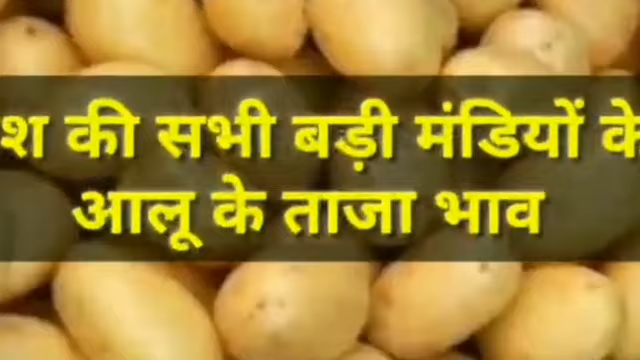 श की सभी बड़ी मंडियों के
आलू के ताजा भाव